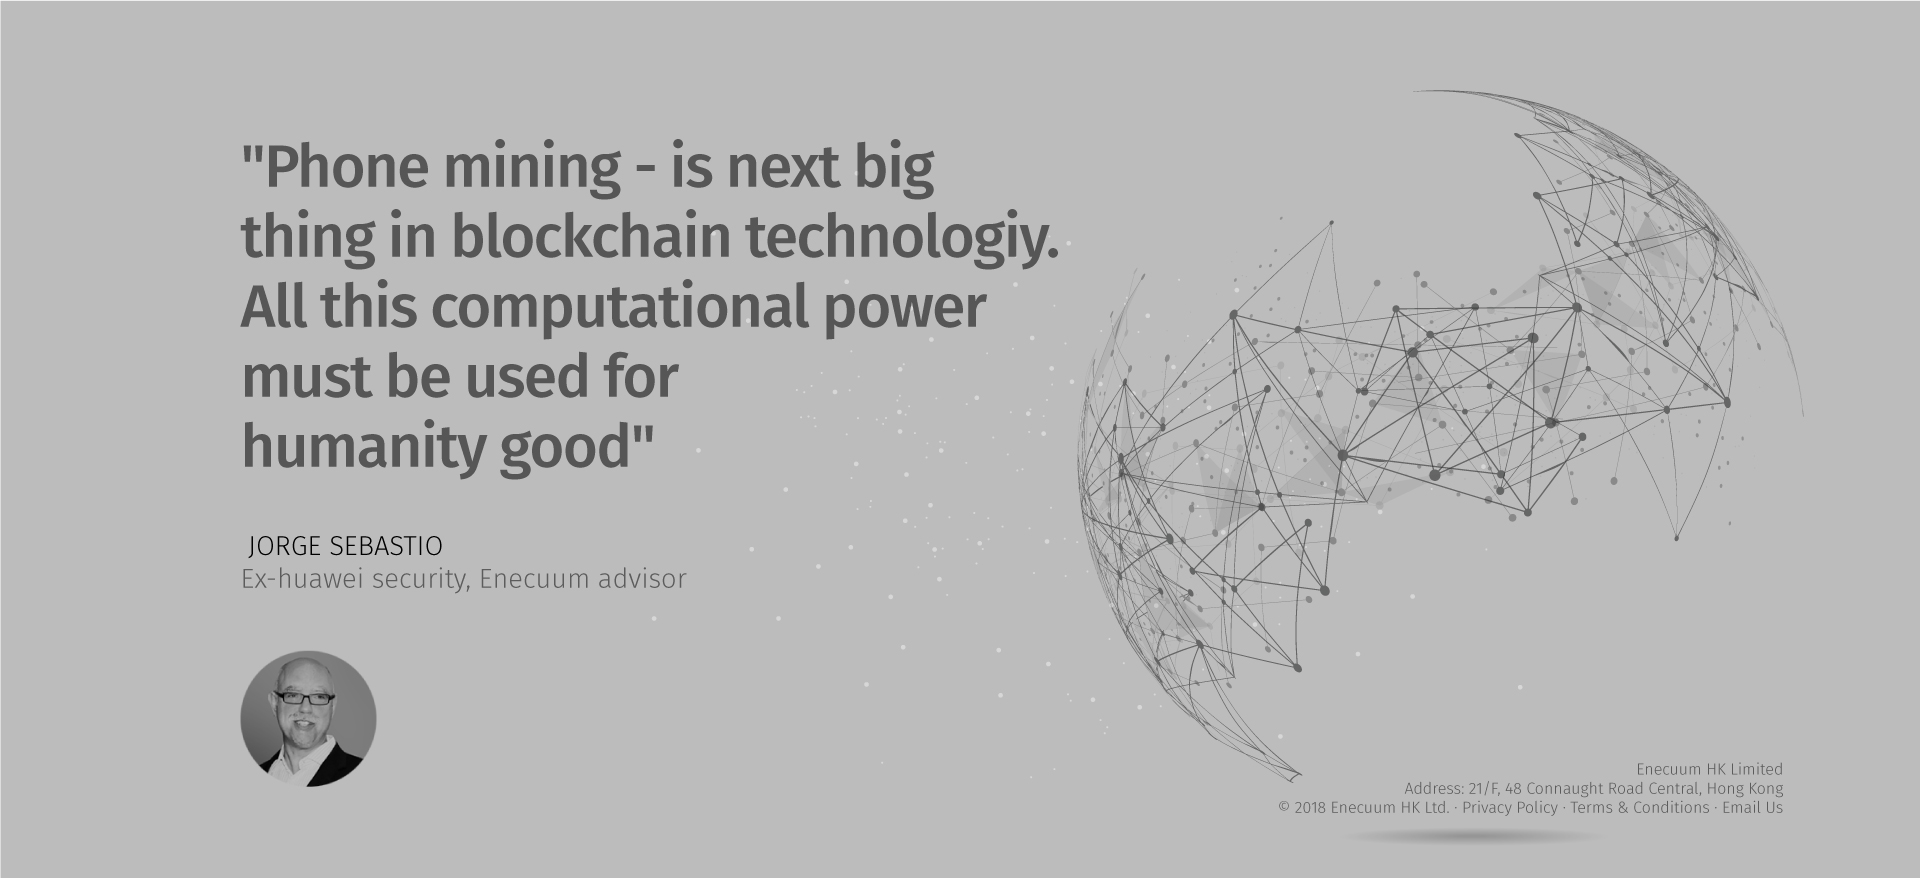 "Phone mining - is next big
thing in blockchain technologiy.
All this computational power
must be used for
humanity good"
JORGE SEBASTIO
Ex-huawei security, Enecuum advisor
Enecuum HK Limited
Address: 21/F, 48 Connaught Road Central, Hong Kong
© 2018 Enecuum HK Ltd. · Privacy Policy · Terms & Conditions · Email Us